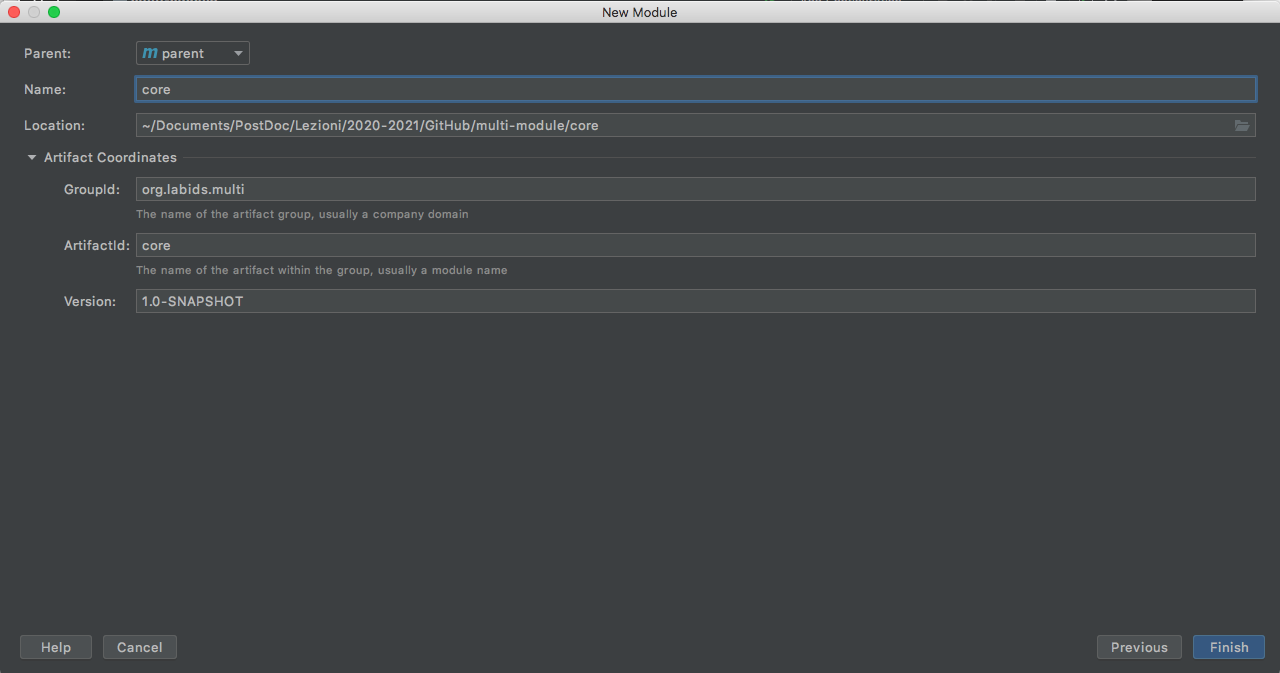 New Module
Parent: m parent
Name: core
Location: ~/Documents/PostDoc/Lezioni/2020-2021/GitHub/multi-module/core
Artifact Coordinates
GroupId: org.labids.multi
The name of the artifact group, usually a company domain
ArtifactId: core
The name of the artifact within the group, usually a module name
Version: 1.0-SNAPSHOT
Help Cancel Previous Finish